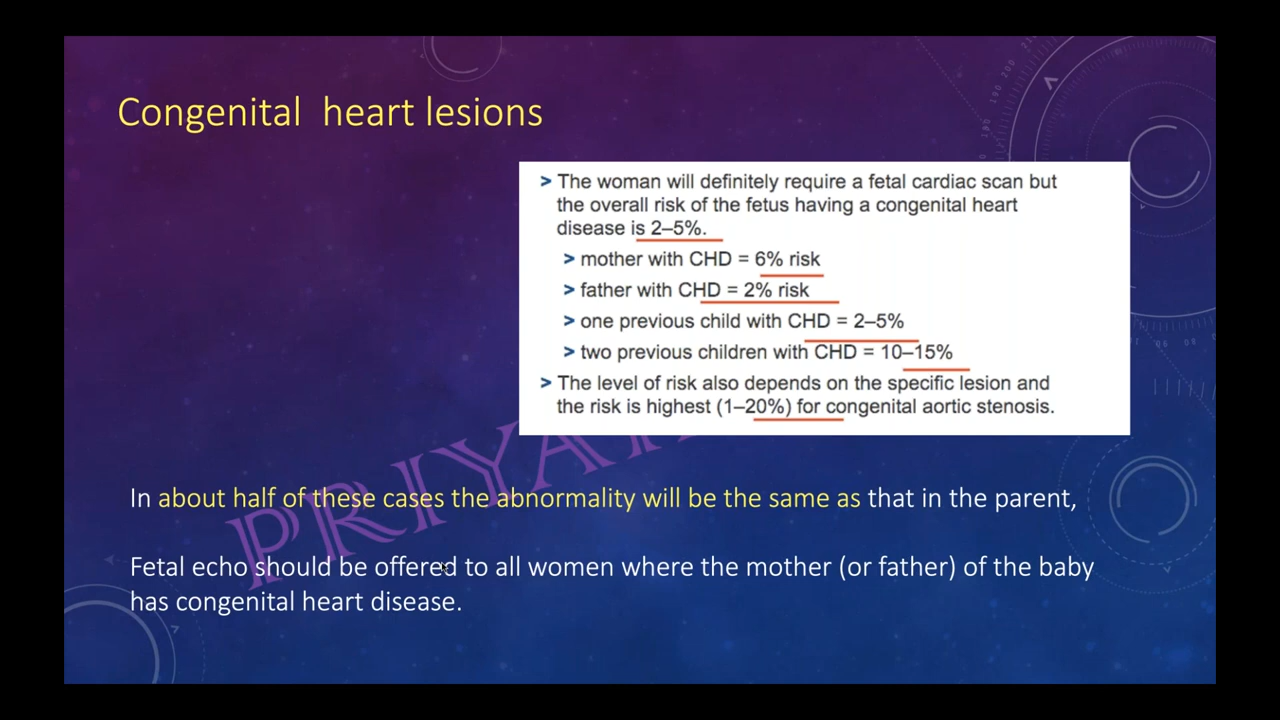 Congenital heart lesions
> The woman will definitely require a fetal cardiac scan but
the overall risk of the fetus having a congenital heart
disease is 2–5%.
> mother with CHD = 6% risk
> father with CHD = 2% risk
> one previous child with CHD = 2–5%
> two previous children with CHD = 10–15%
> The level of risk also depends on the specific lesion and
the risk is highest (1–20%) for congenital aortic stenosis.
In about half of these cases the abnormality will be the same as that in the parent,
Fetal echo should be offered to all women where the mother (or father) of the baby
has congenital heart disease.